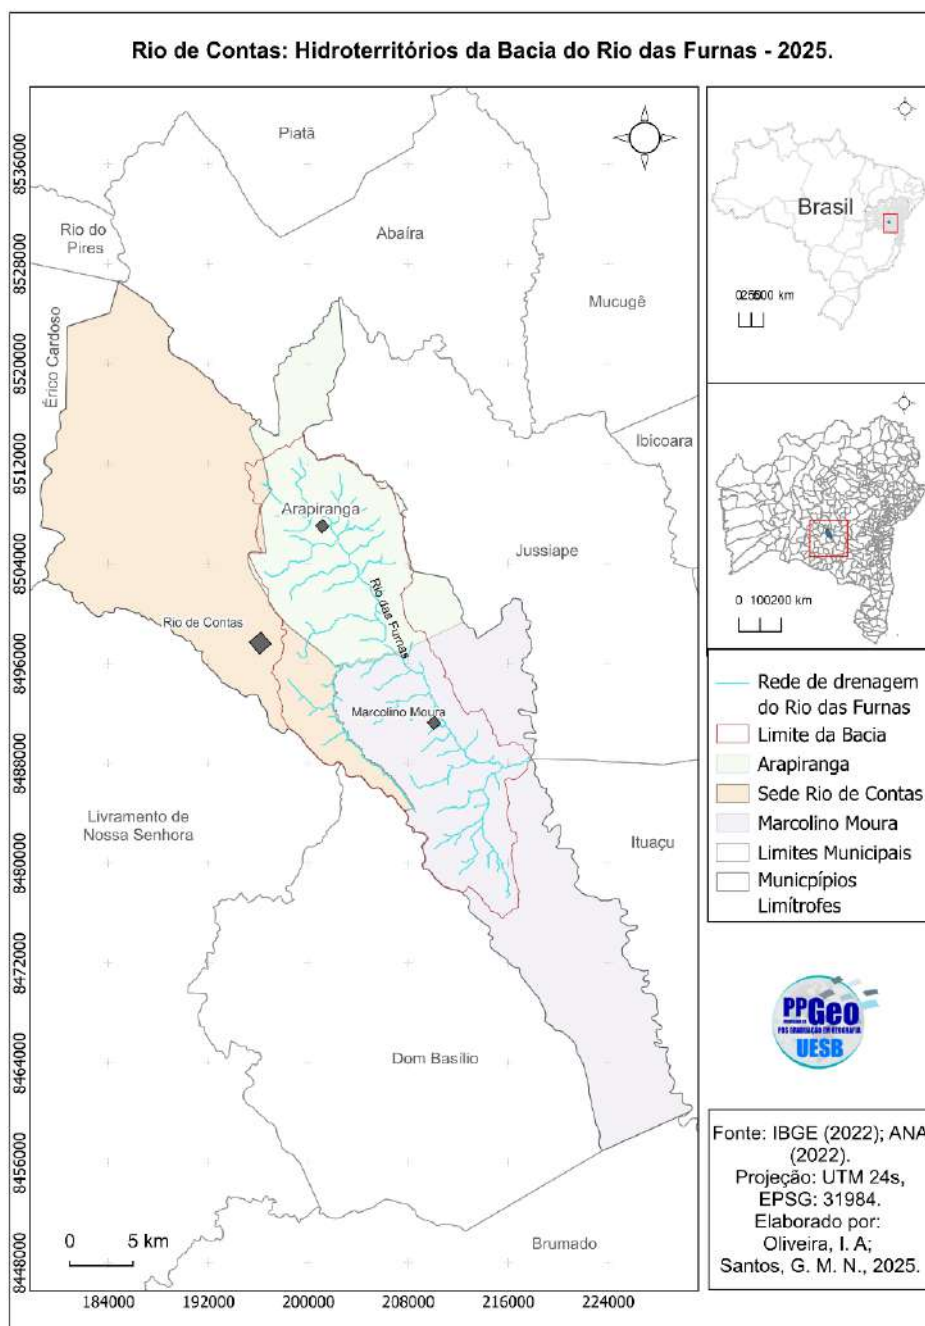 Rio de Contas: Hidroterritórios da Bacia do Rio das Furnas - 2025.
Piatã
Rio do
Pires
Abaíra
Mucugê
Érico Cardoso
Ibicoara
Arapiranga
Jussiape
Rio das Furnas
Rio de Contas
Marcolino Moura
Livramento de
Nossa Senhora
Ituaçu
Dom Basílio
Brumado
0 5 km
8536000
8528000
8520000
8512000
8504000
8496000
8488000
8480000
8472000
8464000
8456000
8448000
184000 192000 200000 208000 216000 224000
Brasil
km
0 100200 km
Rede de drenagem
do Rio das Furnas
Limite da Bacia
Arapiranga
Sede Rio de Contas
Marcolino Moura
Limites Municipais
Municpípios
Limítrofes
PPGeo
PÓS GRADUAÇÃO EM GEOGRAFIA
UESB
Fonte: IBGE (2022); ANA
(2022).
Projeção: UTM 24s,
EPSG: 31984.
Elaborado por:
Oliveira, I. A;
Santos, G. M. N., 2025.